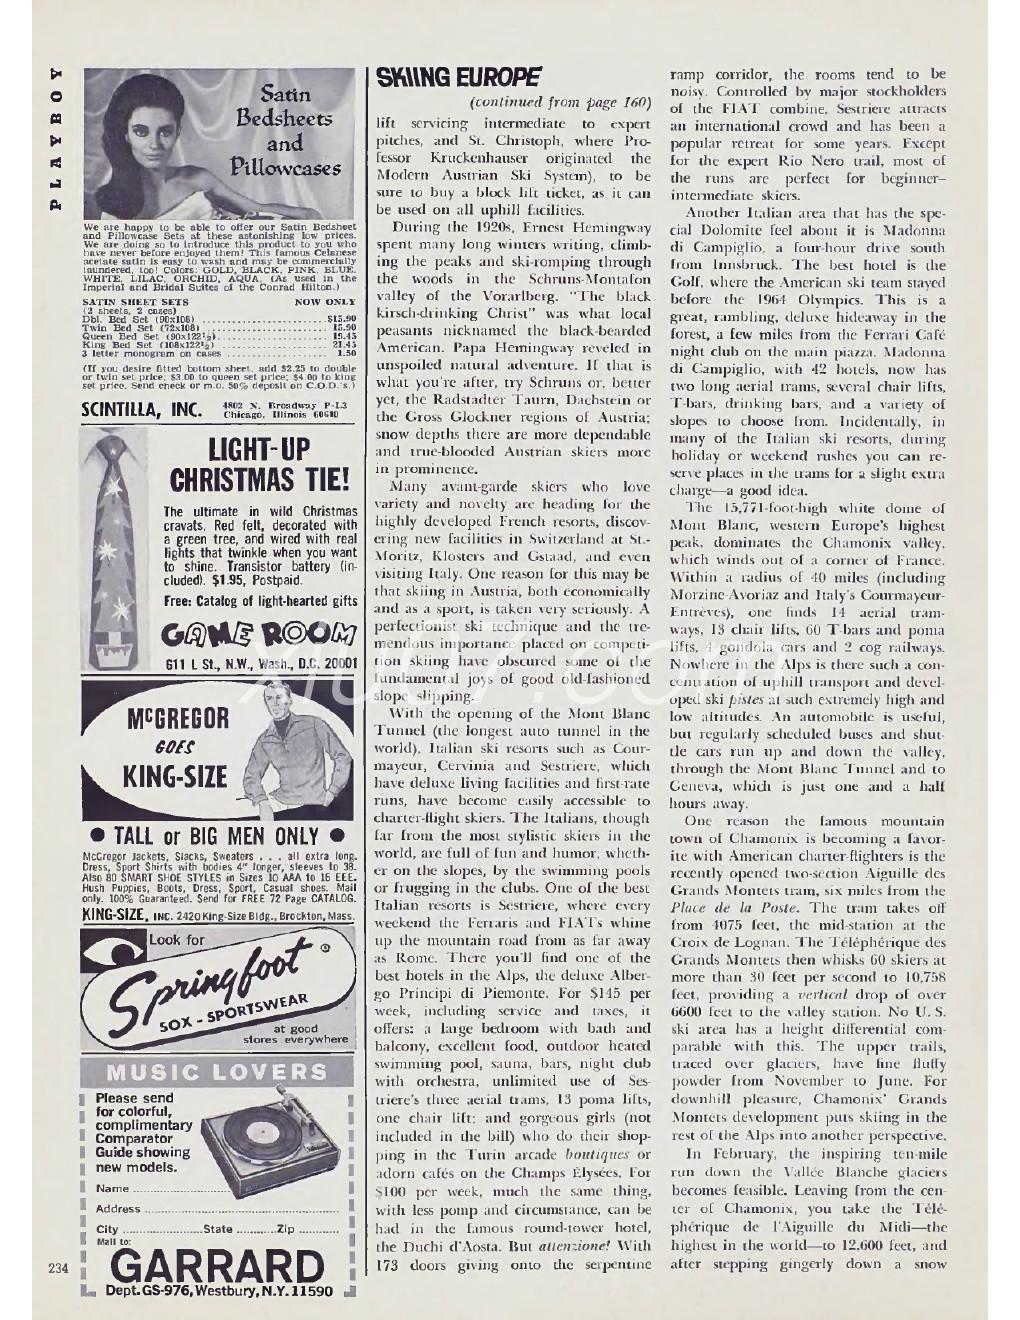 PLAYBOY
Satin
Bedsheets
and
Pillowcases
We are happy to be able to offer our Satin Bedsheet
and Pillowcase Sets at these astonishing low prices.
We are doing so to introduce this product to you who
have never before enjoyed them! This famous Celanese
acetate satin is easy to wash and may be commercially
laundered, too! Colors: GOLD, BLACK, PINK, BLUE,
WHITE, LILAC, ORCHID, AQUA, (As used in the
Imperial and Bridal Suites of the Conrad Hilton.)
SATIN SHEET SETS NOW ONLY
(2 sheets, 2 cases)
Dbl. Bed Set (90x108) $15.90
Twin Bed Set (72x108) 15.90
Queen Bed Set (90x122½) 18.45
King Bed Set (108x122½) 21.45
3 letter monogram on cases 1.50
(If you desire fitted bottom sheet, add $2.25 to double
or twin set price; $3.00 to queen set price; $4.00 to king
set price. Send check or m.o. 50% deposit on C.O.D.'s.)
SCINTILLA, INC. 4802 N. Broadway P-L3
Chicago, Illinois 60640
LIGHT-UP
CHRISTMAS TIE!
The ultimate in wild Christmas
cravats. Red felt, decorated with
a green tree, and wired with real
lights that twinkle when you want
to shine. Transistor battery (in-
cluded). $1.95, Postpaid.
Free: Catalog of light-hearted gifts
GAME ROOM
611 L St., N.W., Wash., D.C. 20001
McGREGOR
GOES
KING-SIZE
● TALL or BIG MEN ONLY ●
McGregor Jackets, Slacks, Sweaters . . . all extra long.
Dress, Sport Shirts with bodies 4" longer, sleeves to 38.
Also 80 SMART SHOE STYLES in Sizes 10 AAA to 16 EEE.
Hush Puppies, Boots, Dress, Sport, Casual shoes. Mail
only. 100% Guaranteed. Send for FREE 72 Page CATALOG.
KING-SIZE, INC. 2420 King-Size Bldg., Brockton, Mass.
Look for
Springfoot ®
SOX - SPORTSWEAR
at good
stores everywhere
MUSIC LOVERS
Please send
for colorful,
complimentary
Comparator
Guide showing
new models.
Name
Address
City State Zip
Mail to:
GARRARD
Dept. GS-976, Westbury, N.Y. 11590
234
SKIING EUROPE
(continued from page 160)
lift servicing intermediate to expert
pitches, and St. Christoph, where Pro-
fessor Kruckenhauser originated the
Modern Austrian Ski System), to be
sure to buy a block lift ticket, as it can
be used on all uphill facilities.
During the 1920s, Ernest Hemingway
spent many long winters writing, climb-
ing the peaks and ski-romping through
the woods in the Schruns-Montafon
valley of the Vorarlberg. "The black
kirsch-drinking Christ" was what local
peasants nicknamed the black-bearded
American. Papa Hemingway reveled in
unspoiled natural adventure. If that is
what you're after, try Schruns or, better
yet, the Radstadter Taurn, Dachstein or
the Gross Glockner regions of Austria;
snow depths there are more dependable
and true-blooded Austrian skiers more
in prominence.
Many avant-garde skiers who love
variety and novelty are heading for the
highly developed French resorts, discov-
ering new facilities in Switzerland at St.-
Moritz, Klosters and Gstaad, and even
visiting Italy. One reason for this may be
that skiing in Austria, both economically
and as a sport, is taken very seriously. A
perfectionist ski technique and the tre-
mendous importance placed on competi-
tion skiing have obscured some of the
fundamental joys of good old-fashioned
slope slipping.
With the opening of the Mont Blanc
Tunnel (the longest auto tunnel in the
world), Italian ski resorts such as Cour-
mayeur, Cervinia and Sestriere, which
have deluxe living facilities and first-rate
runs, have become easily accessible to
charter-flight skiers. The Italians, though
far from the most stylistic skiers in the
world, are full of fun and humor, wheth-
er on the slopes, by the swimming pools
or frugging in the clubs. One of the best
Italian resorts is Sestriere, where every
weekend the Ferraris and FIATs whine
up the mountain road from as far away
as Rome. There you'll find one of the
best hotels in the Alps, the deluxe Alber-
go Principi di Piemonte. For $145 per
week, including service and taxes, it
offers: a large bedroom with bath and
balcony, excellent food, outdoor heated
swimming pool, sauna, bars, night club
with orchestra, unlimited use of Ses-
triere's three aerial trams, 13 poma lifts,
one chair lift; and gorgeous girls (not
included in the bill) who do their shop-
ping in the Turin arcade boutiques or
adorn cafés on the Champs Élysées. For
$100 per week, much the same thing,
with less pomp and circumstance, can be
had in the famous round-tower hotel,
the Duchi d'Aosta. But attenzione! With
173 doors giving onto the serpentine
ramp corridor, the rooms tend to be
noisy. Controlled by major stockholders
of the FIAT combine, Sestriere attracts
an international crowd and has been a
popular retreat for some years. Except
for the expert Rio Nero trail, most of
the runs are perfect for beginner–
intermediate skiers.
Another Italian area that has the spe-
cial Dolomite feel about it is Madonna
di Campiglio, a four-hour drive south
from Innsbruck. The best hotel is the
Golf, where the American ski team stayed
before the 1964 Olympics. This is a
great, rambling, deluxe hideaway in the
forest, a few miles from the Ferrari Café
night club on the main piazza. Madonna
di Campiglio, with 42 hotels, now has
two long aerial trams, several chair lifts,
T-bars, drinking bars, and a variety of
slopes to choose from. Incidentally, in
many of the Italian ski resorts, during
holiday or weekend rushes you can re-
serve places in the trams for a slight extra
charge—a good idea.
The 15,771-foot-high white dome of
Mont Blanc, western Europe's highest
peak, dominates the Chamonix valley,
which winds out of a corner of France.
Within a radius of 40 miles (including
Morzine-Avoriaz and Italy's Courmayeur-
Entrèves), one finds 14 aerial tram-
ways, 13 chair lifts, 60 T-bars and poma
lifts, 4 gondola cars and 2 cog railways.
Nowhere in the Alps is there such a con-
centration of uphill transport and devel-
oped ski pistes at such extremely high and
low altitudes. An automobile is useful,
but regularly scheduled buses and shut-
tle cars run up and down the valley,
through the Mont Blanc Tunnel and to
Geneva, which is just one and a half
hours away.
One reason the famous mountain
town of Chamonix is becoming a favor-
ite with American charter-flighters is the
recently opened two-section Aiguille des
Grands Montets tram, six miles from the
Place de la Poste. The tram takes off
from 4075 feet, the mid-station at the
Croix de Lognan. The Téléphérique des
Grands Montets then whisks 60 skiers at
more than 30 feet per second to 10,758
feet, providing a vertical drop of over
6600 feet to the valley station. No U. S.
ski area has a height differential com-
parable with this. The upper trails,
traced over glaciers, have fine fluffy
powder from November to June. For
downhill pleasure, Chamonix' Grands
Montets development puts skiing in the
rest of the Alps into another perspective.
In February, the inspiring ten-mile
run down the Vallée Blanche glaciers
becomes feasible. Leaving from the cen-
ter of Chamonix, you take the Télé-
phérique de l'Aiguille du Midi—the
highest in the world—to 12,600 feet, and
after stepping gingerly down a snow